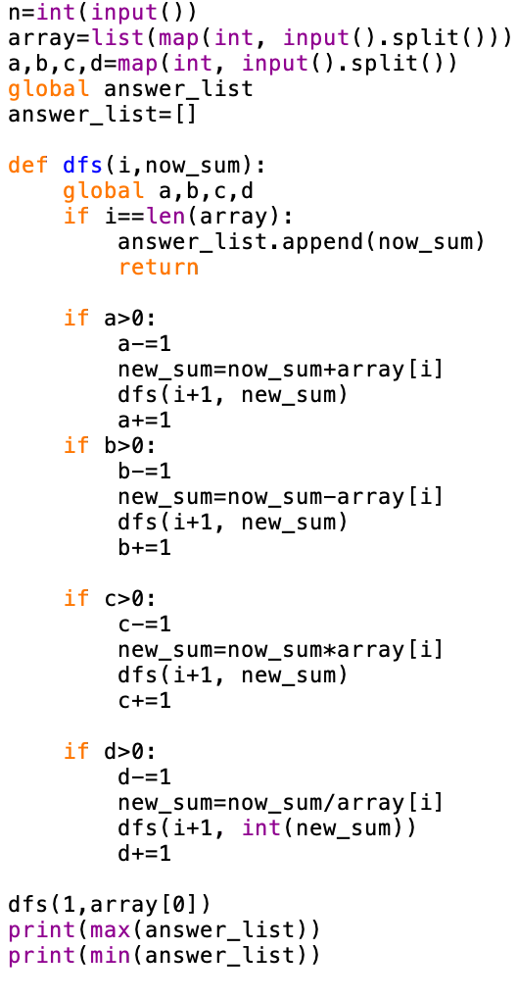 n=int(input())
array=list(map(int, input().split()))
a,b,c,d=map(int, input().split())
global answer_list
answer_list=[]

def dfs(i,now_sum):
    global a,b,c,d
    if i==len(array):
        answer_list.append(now_sum)
        return

    if a>0:
        a-=1
        new_sum=now_sum+array[i]
        dfs(i+1, new_sum)
        a+=1
    if b>0:
        b-=1
        new_sum=now_sum-array[i]
        dfs(i+1, new_sum)
        b+=1

    if c>0:
        c-=1
        new_sum=now_sum*array[i]
        dfs(i+1, new_sum)
        c+=1

    if d>0:
        d-=1
        new_sum=now_sum/array[i]
        dfs(i+1, int(new_sum))
        d+=1

dfs(1,array[0])
print(max(answer_list))
print(min(answer_list))